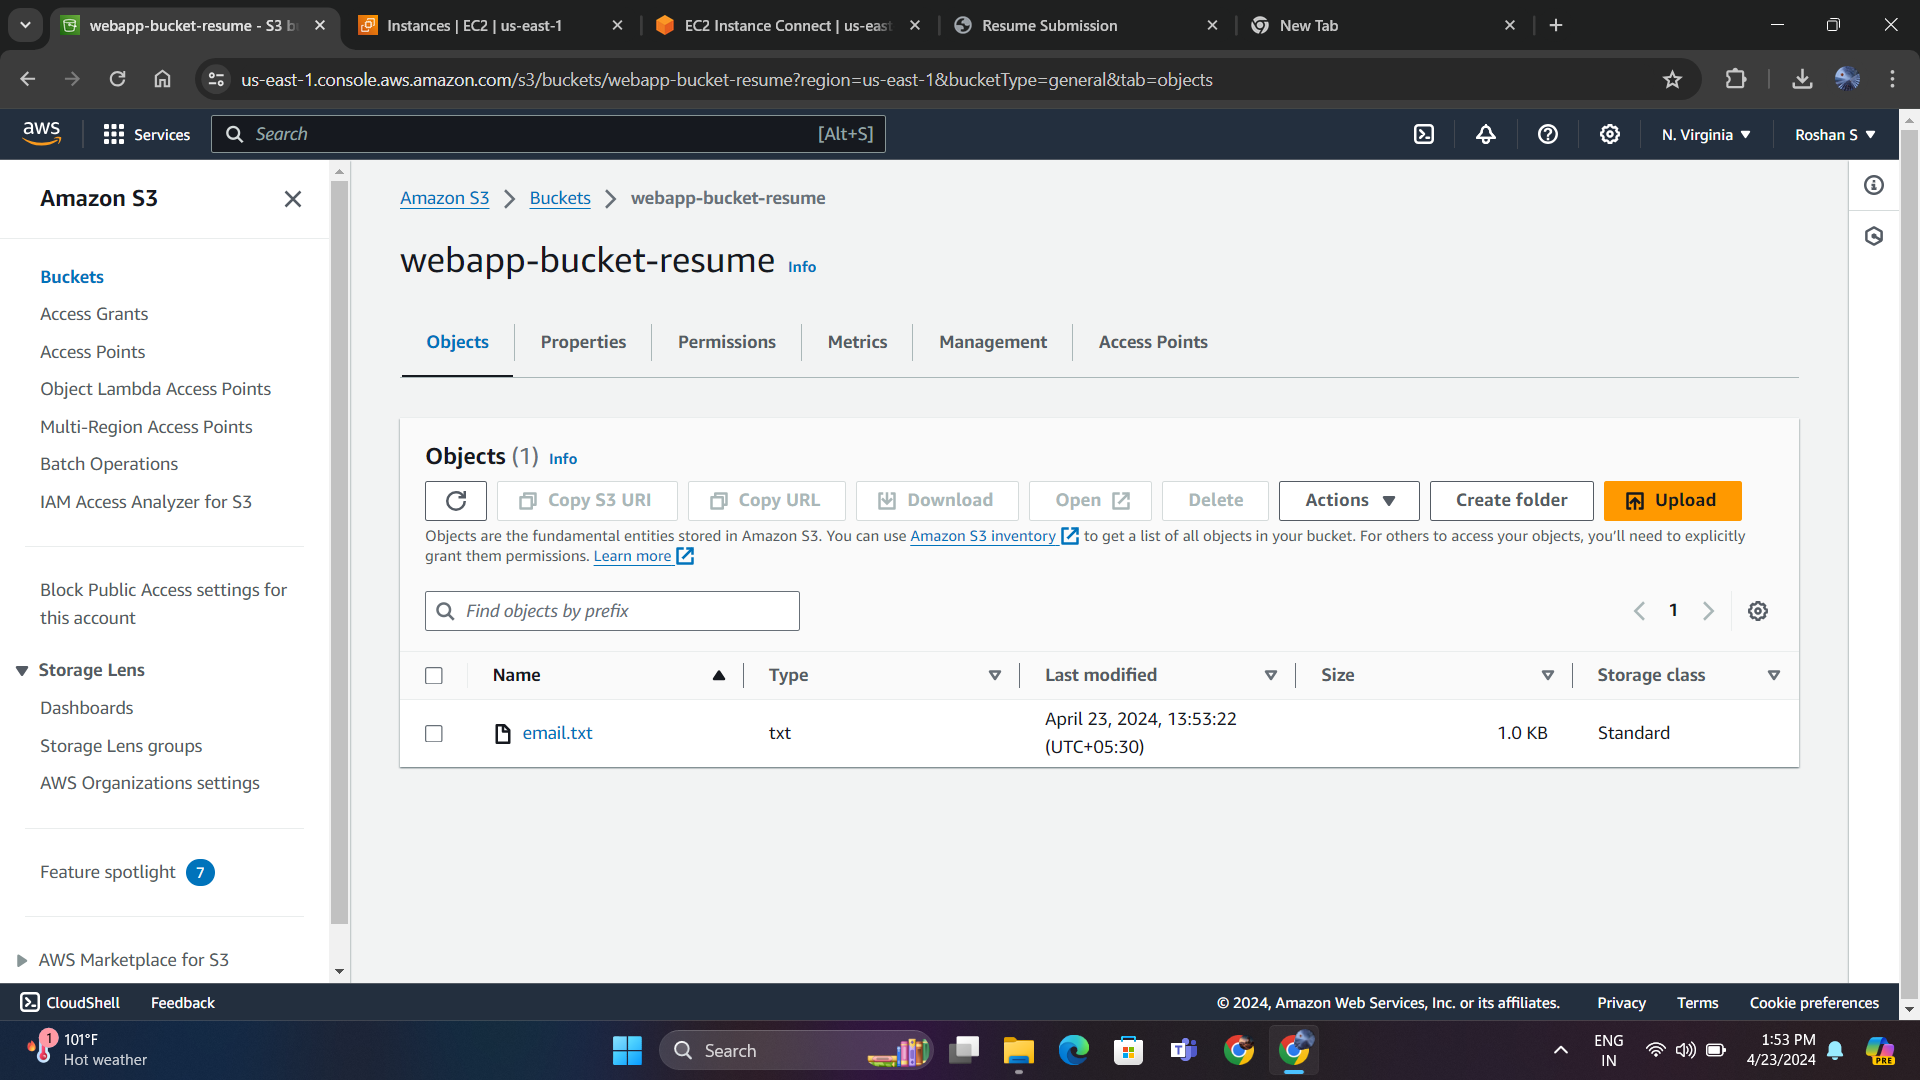 webapp-bucket-resume - S3 b
Instances | EC2 | us-east-1
EC2 Instance Connect | us-eas
Resume Submission
New Tab
us-east-1.console.aws.amazon.com/s3/buckets/webapp-bucket-resume?region=us-east-1&bucketType=general&tab=objects
aws
Services
Search
[Alt+S]
N. Virginia
Roshan S
Amazon S3
Buckets
Access Grants
Access Points
Object Lambda Access Points
Multi-Region Access Points
Batch Operations
IAM Access Analyzer for S3
Block Public Access settings for
this account
Storage Lens
Dashboards
Storage Lens groups
AWS Organizations settings
Feature spotlight 7
AWS Marketplace for S3
Amazon S3 > Buckets > webapp-bucket-resume
webapp-bucket-resume Info
Objects
Properties
Permissions
Metrics
Management
Access Points
Objects (1) Info
Copy S3 URI
Copy URL
Download
Open
Delete
Actions
Create folder
Upload
Objects are the fundamental entities stored in Amazon S3. You can use Amazon S3 inventory to get a list of all objects in your bucket. For others to access your objects, you'll need to explicitly
grant them permissions. Learn more
Find objects by prefix
1
Name
Type
Last modified
Size
Storage class
email.txt
txt
April 23, 2024, 13:53:22
(UTC+05:30)
1.0 KB
Standard
CloudShell
Feedback
© 2024, Amazon Web Services, Inc. or its affiliates.
Privacy
Terms
Cookie preferences
1
101°F
Hot weather
Search
ENG
IN
1:53 PM
4/23/2024
PRE